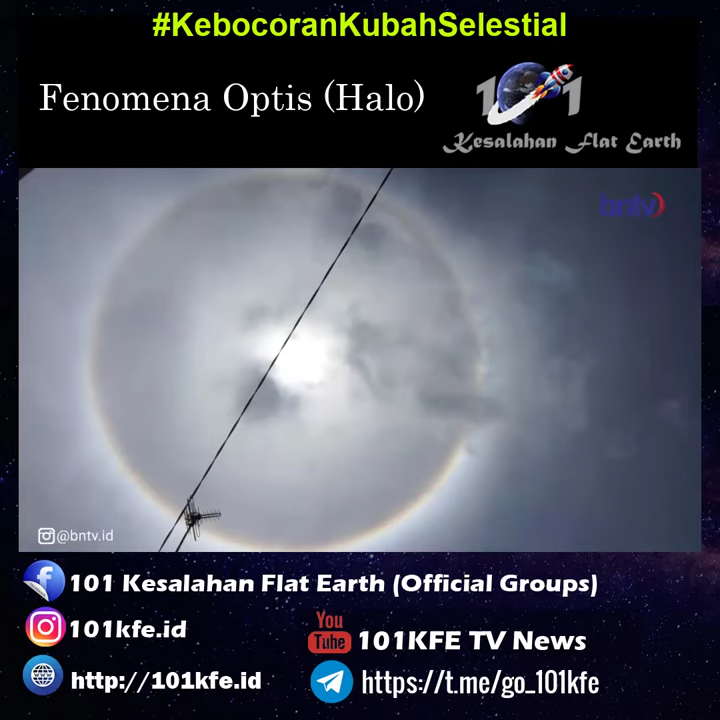 #KebocoranKubahSelestial
Fenomena Optis (Halo)
101
Kesalahan Flat Earth
bntv
@bntv.id
101 Kesalahan Flat Earth (Official Groups)
101kfe.id
You
Tube
101KFE TV News
http://101kfe.id
https://t.me/go_101kfe